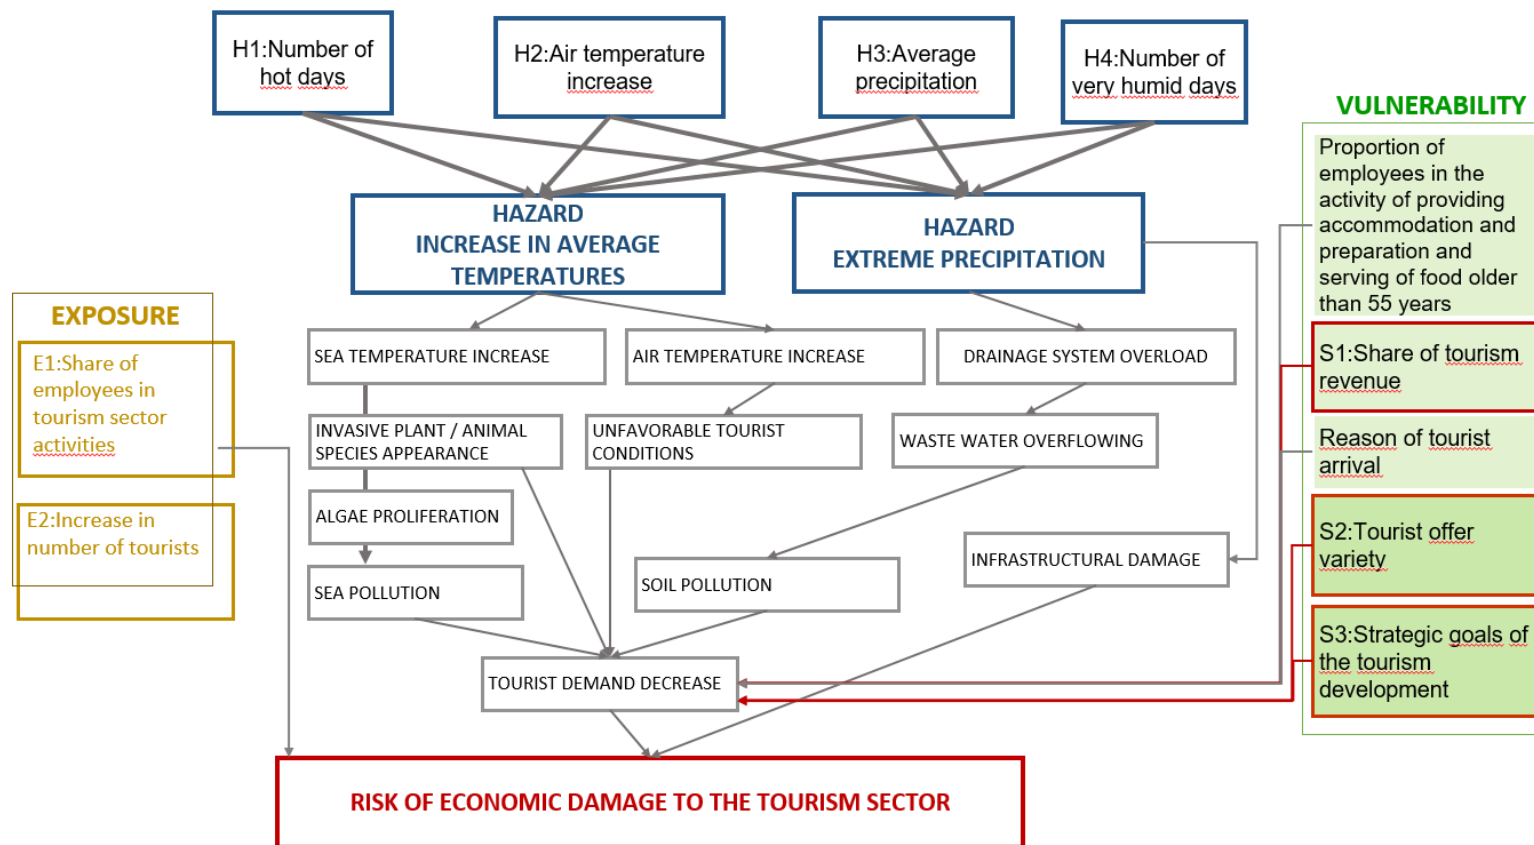 H1:Number of
hot days
H2:Air temperature
increase
H3:Average
precipitation
H4:Number of
very humid days
HAZARD
INCREASE IN AVERAGE
TEMPERATURES
HAZARD
EXTREME PRECIPITATION
EXPOSURE
E1:Share of
employees in
tourism sector
activities
E2:Increase in
number of tourists
SEA TEMPERATURE INCREASE
AIR TEMPERATURE INCREASE
DRAINAGE SYSTEM OVERLOAD
INVASIVE PLANT / ANIMAL
SPECIES APPEARANCE
UNFAVORABLE TOURIST
CONDITIONS
WASTE WATER OVERFLOWING
ALGAE PROLIFERATION
SEA POLLUTION
SOIL POLLUTION
INFRASTRUCTURAL DAMAGE
TOURIST DEMAND DECREASE
RISK OF ECONOMIC DAMAGE TO THE TOURISM SECTOR
VULNERABILITY
Proportion of
employees in the
activity of providing
accommodation and
preparation and
serving of food older
than 55 years
S1:Share of tourism
revenue
Reason of tourist
arrival
S2:Tourist offer
variety
S3:Strategic goals of
the tourism
development